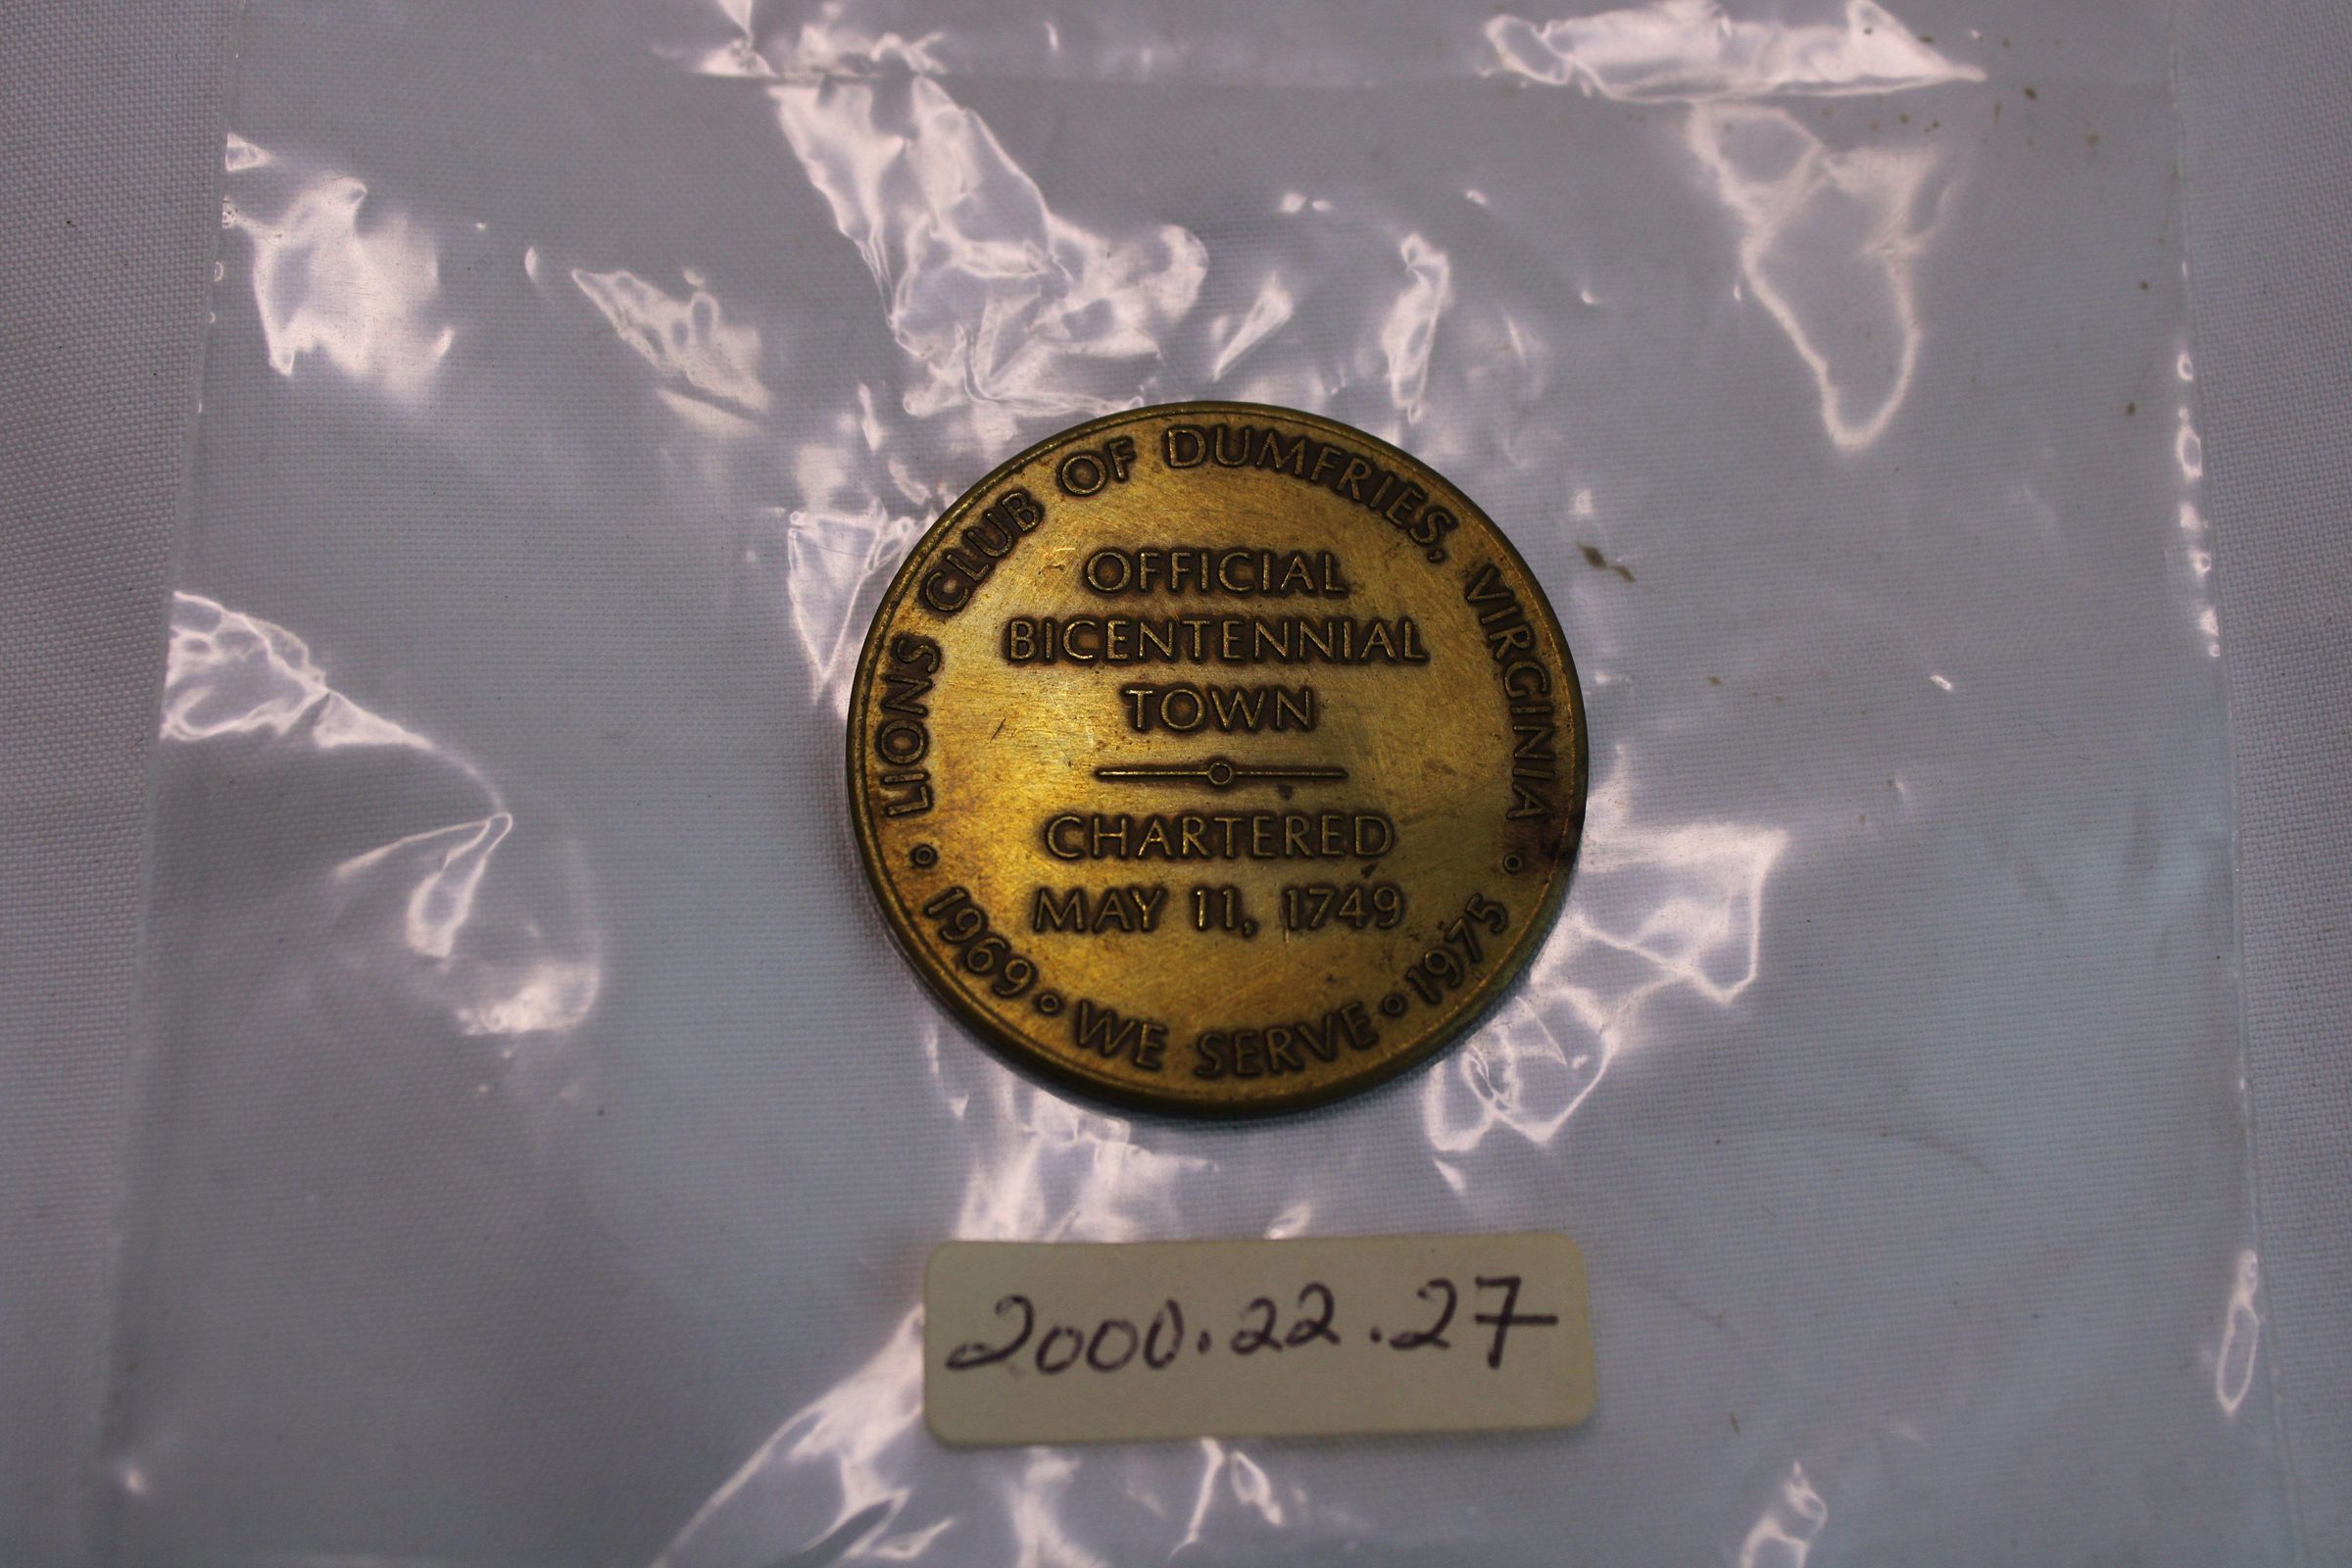 LIONS CLUB OF DUMFRIES, VIRGINIA
OFFICIAL
BICENTENNIAL
TOWN
CHARTERED
MAY 11, 1749
1969 • WE SERVE • 1975
2000.22.27